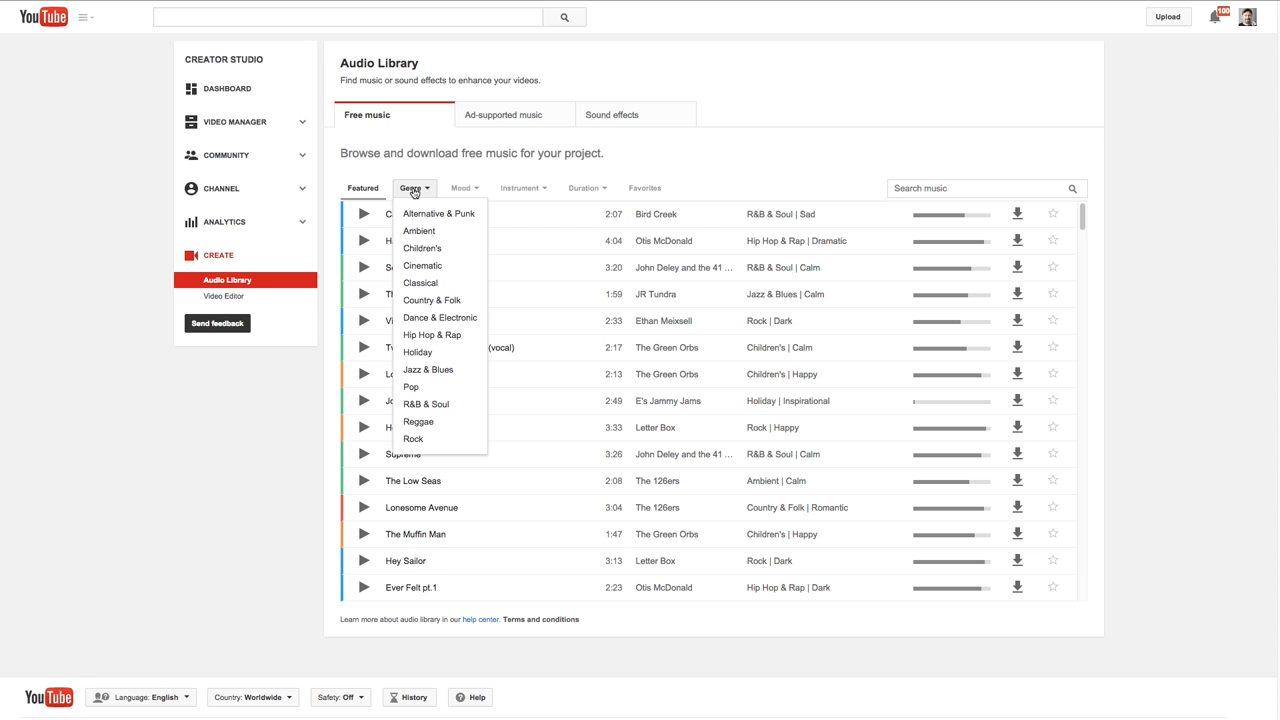 YouTube
Upload
100
CREATOR STUDIO
DASHBOARD
VIDEO MANAGER
COMMUNITY
CHANNEL
ANALYTICS
CREATE
Audio Library
Video Editor
Send feedback
Audio Library
Find music or sound effects to enhance your videos.
Free music Ad-supported music Sound effects
Browse and download free music for your project.
Featured Genre Mood Instrument Duration Favorites Search music
Alternative & Punk
Ambient
Children's
Cinematic
Classical
Country & Folk
Dance & Electronic
Hip Hop & Rap
Holiday
Jazz & Blues
Pop
R&B & Soul
Reggae
Rock
2:07 Bird Creek R&B & Soul | Sad
4:04 Otis McDonald Hip Hop & Rap | Dramatic
3:20 John Deley and the 41 ... R&B & Soul | Calm
1:59 JR Tundra Jazz & Blues | Calm
2:33 Ethan Meixsell Rock | Dark
(vocal) 2:17 The Green Orbs Children's | Calm
2:13 The Green Orbs Children's | Happy
2:49 E's Jammy Jams Holiday | Inspirational
3:33 Letter Box Rock | Happy
Supreme 3:26 John Deley and the 41 ... R&B & Soul | Calm
The Low Seas 2:08 The 126ers Ambient | Calm
Lonesome Avenue 3:04 The 126ers Country & Folk | Romantic
The Muffin Man 1:47 The Green Orbs Children's | Happy
Hey Sailor 3:13 Letter Box Rock | Dark
Ever Felt pt.1 2:23 Otis McDonald Hip Hop & Rap | Dark
Learn more about audio library in our help center. Terms and conditions
YouTube Language: English Country: Worldwide Safety: Off History Help